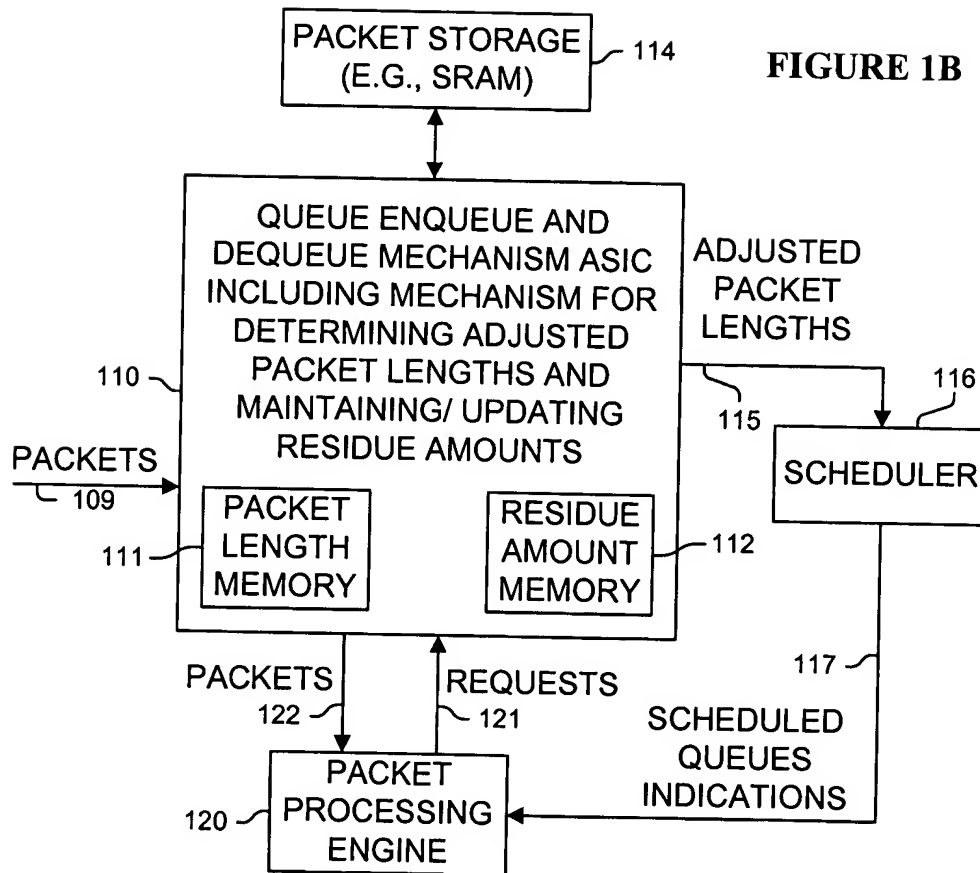 PACKET STORAGE
(E.G., SRAM)
114
FIGURE 1B
QUEUE ENQUEUE AND
DEQUEUE MECHANISM ASIC
INCLUDING MECHANISM FOR
DETERMINING ADJUSTED
PACKET LENGTHS AND
MAINTAINING/ UPDATING
RESIDUE AMOUNTS
110
ADJUSTED
PACKET
LENGTHS
115
116
SCHEDULER
PACKETS
109
111
PACKET
LENGTH
MEMORY
RESIDUE
AMOUNT
MEMORY
112
117
PACKETS
122
REQUESTS
121
SCHEDULED
QUEUES
INDICATIONS
120
PACKET
PROCESSING
ENGINE